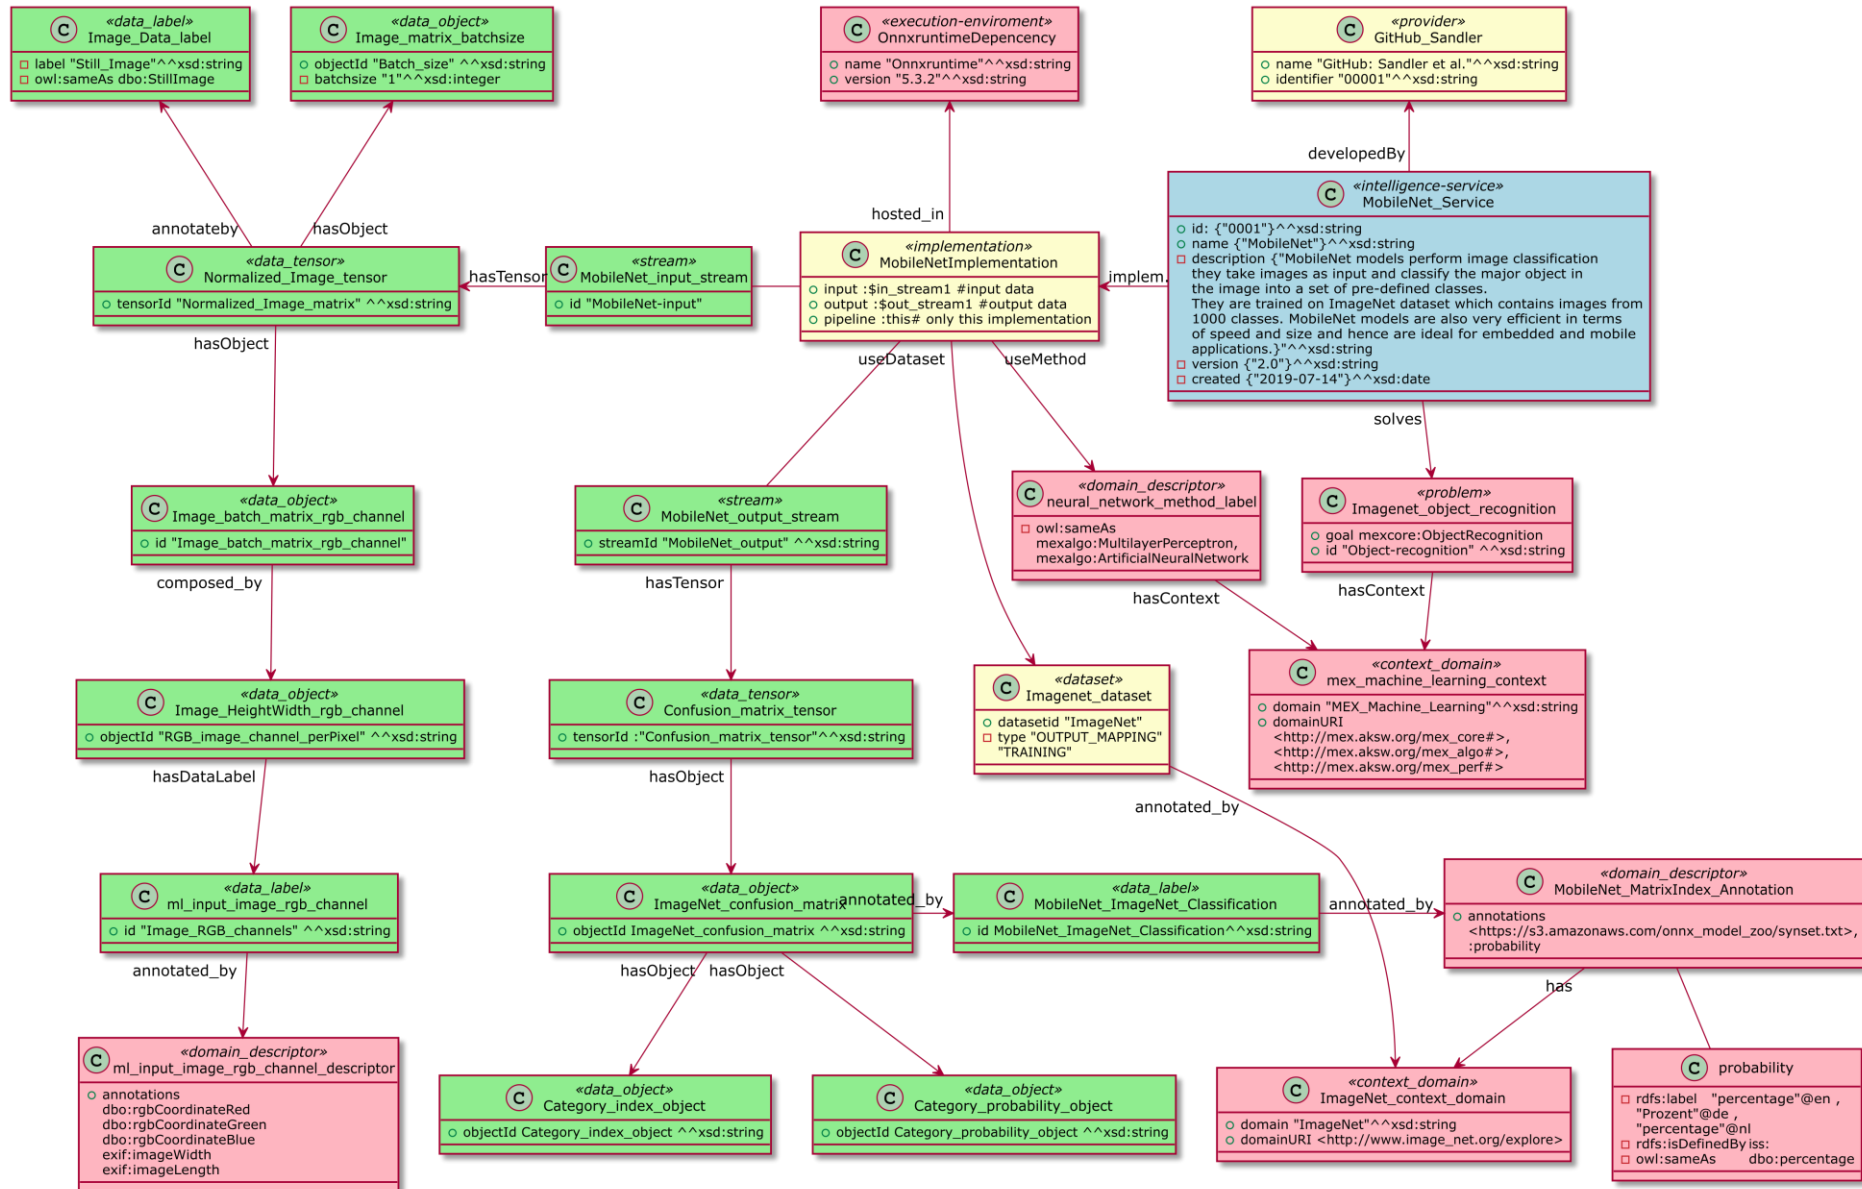 «data_label»
C Image_Data_label
label "Still_Image"^^xsd:string
owl:sameAs dbo:StillImage
«data_object»
C Image_matrix_batchsize
objectId "Batch_size" ^^xsd:string
batchsize "1"^^xsd:integer
«execution-enviroment»
C OnnxruntimeDepencency
name "Onnxruntime"^^xsd:string
version "5.3.2"^^xsd:string
«provider»
C GitHub_Sandler
name "GitHub: Sandler et al."^^xsd:string
identifier "00001"^^xsd:string
annotateby
hasObject
hosted_in
developedBy
«data_tensor»
C Normalized_Image_tensor
tensorId "Normalized_Image_matrix" ^^xsd:string
hasTensor
«stream»
C MobileNet_input_stream
id "MobileNet-input"
«implementation»
C MobileNetImplementation
input :$in_stream1 #input data
output :$out_stream1 #output data
pipeline :this# only this implementation
implem.
«intelligence-service»
C MobileNet_Service
id: {"0001"}^^xsd:string
name {"MobileNet"}^^xsd:string
description {"MobileNet models perform image classification
they take images as input and classify the major object in
the image into a set of pre-defined classes.
They are trained on ImageNet dataset which contains images from
1000 classes. MobileNet models are also very efficient in terms
of speed and size and hence are ideal for embedded and mobile
applications.}"^^xsd:string
version {"2.0"}^^xsd:string
created {"2019-07-14"}^^xsd:date
hasObject
useDataset
useMethod
solves
«data_object»
C Image_batch_matrix_rgb_channel
id "Image_batch_matrix_rgb_channel"
«stream»
C MobileNet_output_stream
streamId "MobileNet_output" ^^xsd:string
«domain_descriptor»
C neural_network_method_label
owl:sameAs
mexalgo:MultilayerPerceptron,
mexalgo:ArtificialNeuralNetwork
«problem»
C Imagenet_object_recognition
goal mexcore:ObjectRecognition
id "Object-recognition" ^^xsd:string
composed_by
hasTensor
hasContext
hasContext
«data_object»
C Image_HeightWidth_rgb_channel
objectId "RGB_image_channel_perPixel" ^^xsd:string
«data_tensor»
C Confusion_matrix_tensor
tensorId :"Confusion_matrix_tensor"^^xsd:string
«dataset»
C Imagenet_dataset
datasetid "ImageNet"
type "OUTPUT_MAPPING"
"TRAINING"
«context_domain»
C mex_machine_learning_context
domain "MEX_Machine_Learning"^^xsd:string
domainURI
<http://mex.aksw.org/mex_core#>,
<http://mex.aksw.org/mex_algo#>,
<http://mex.aksw.org/mex_perf#>
hasDataLabel
hasObject
annotated_by
«data_label»
C ml_input_image_rgb_channel
id "Image_RGB_channels" ^^xsd:string
«data_object»
C ImageNet_confusion_matrix
objectId ImageNet_confusion_matrix ^^xsd:string
annotated_by
«data_label»
C MobileNet_ImageNet_Classification
id MobileNet_ImageNet_Classification^^xsd:string
annotated_by
«domain_descriptor»
C MobileNet_MatrixIndex_Annotation
annotations
<https://s3.amazonaws.com/onnx_model_zoo/synset.txt>,
:probability
annotated_by
hasObject
hasObject
has
«domain_descriptor»
C ml_input_image_rgb_channel_descriptor
annotations
dbo:rgbCoordinateRed
dbo:rgbCoordinateGreen
dbo:rgbCoordinateBlue
exif:imageWidth
exif:imageLength
«data_object»
C Category_index_object
objectId Category_index_object ^^xsd:string
«data_object»
C Category_probability_object
objectId Category_probability_object ^^xsd:string
«context_domain»
C ImageNet_context_domain
domain "ImageNet"^^xsd:string
domainURI <http://www.image_net.org/explore>
C probability
rdfs:label "percentage"@en ,
"Prozent"@de ,
"percentage"@nl
rdfs:isDefinedBy iss:
owl:sameAs dbo:percentage